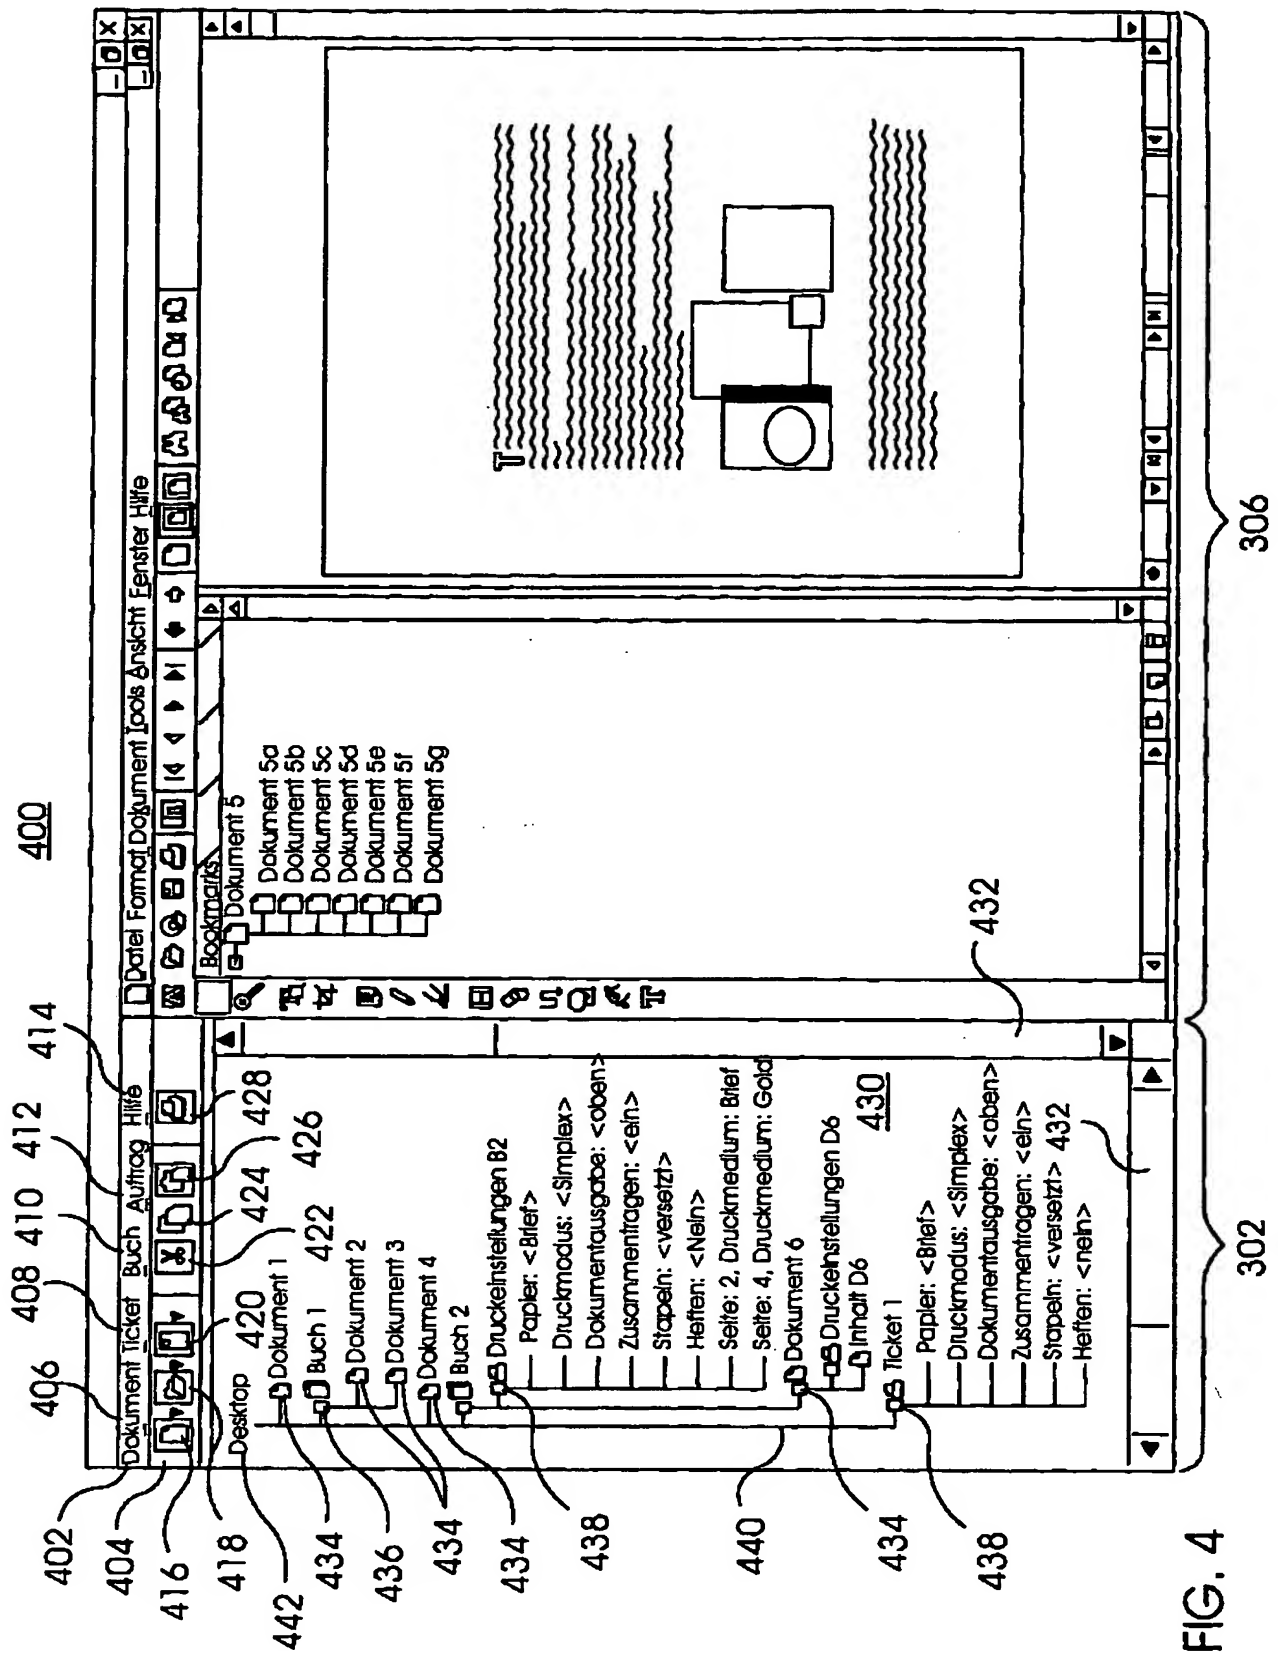 400
402
404
406
408
410
412
414
Dokument Ticket Buch Auftrag Hilfe
Datei Format Dokument Tools Ansicht Fenster Hilfe
416
418
420
422
424
426
428
442
Desktop
434
Dokument 1
436
Buch 1
434
Dokument 2
Dokument 3
434
Dokument 4
Buch 2
438
Druckeinstellungen B2
Papier: <Brief>
Druckmodus: <Simplex>
Dokumentausgabe: <oben>
Zusammentragen: <ein>
Stapeln: <versetzt>
Heften: <Nein>
Seite: 2, Druckmedium: Brief
Seite: 4, Druckmedium: Gold
440
434
Dokument 6
Druckeinstellungen D6
Inhalt D6
430
438
Ticket 1
Papier: <Brief>
Druckmodus: <Simplex>
Dokumentausgabe: <oben>
Zusammentragen: <ein>
Stapeln: <versetzt>
Heften: <nein>
432
432
Bookmarks
Dokument 5
Dokument 5a
Dokument 5b
Dokument 5c
Dokument 5d
Dokument 5e
Dokument 5f
Dokument 5g
T
T
302
306
FIG. 4